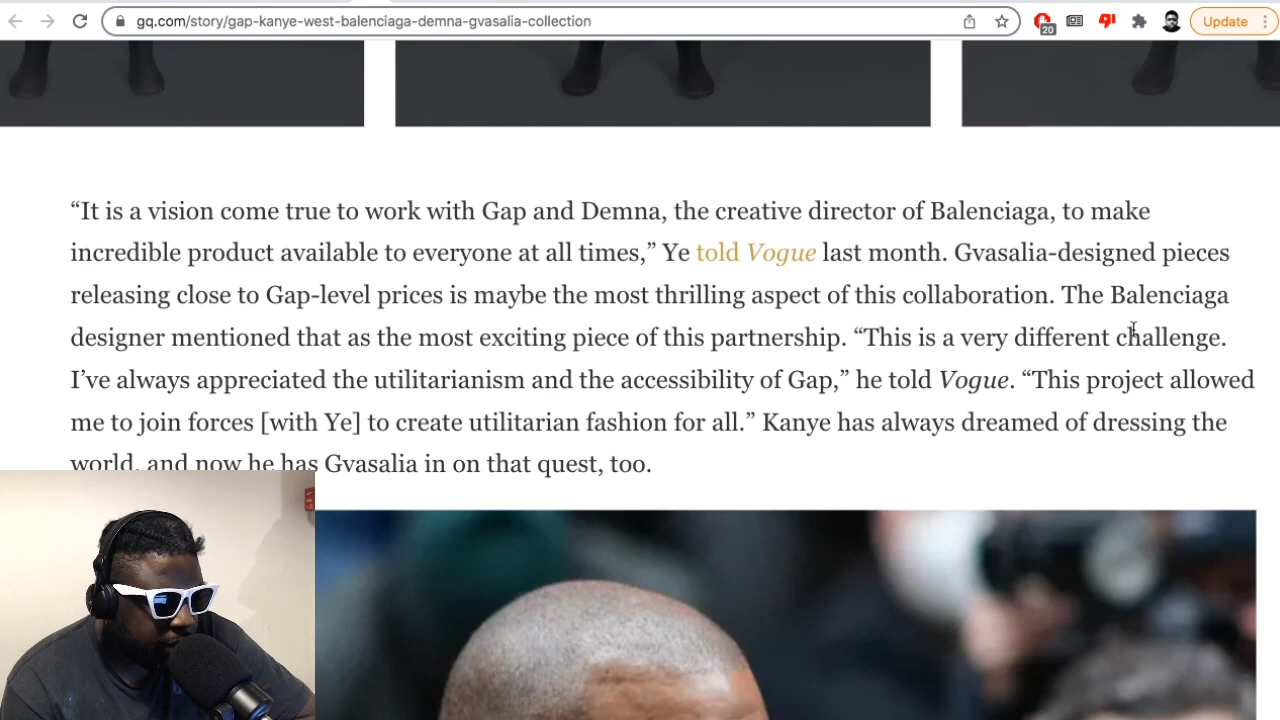 gq.com/story/gap-kanye-west-balenciaga-demna-gvasalia-collection
20
Update
“It is a vision come true to work with Gap and Demna, the creative director of Balenciaga, to make
incredible product available to everyone at all times,” Ye told Vogue last month. Gvasalia-designed pieces
releasing close to Gap-level prices is maybe the most thrilling aspect of this collaboration. The Balenciaga
designer mentioned that as the most exciting piece of this partnership. “This is a very different challenge.
I’ve always appreciated the utilitarianism and the accessibility of Gap,” he told Vogue. “This project allowed
me to join forces [with Ye] to create utilitarian fashion for all.” Kanye has always dreamed of dressing the
world, and now he has Gvasalia in on that quest, too.